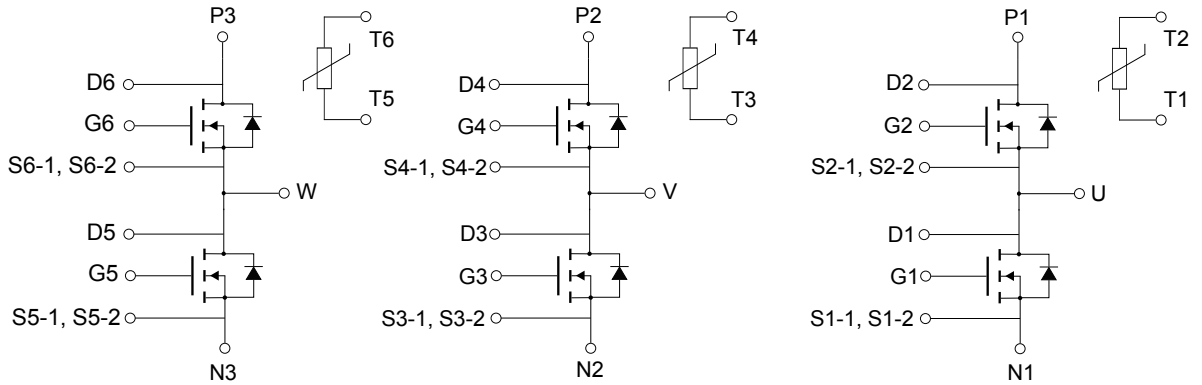 P3
T6
D6
T5
G6
S6-1, S6-2
W
D5
G5
S5-1, S5-2
N3
P2
T4
D4
T3
G4
S4-1, S4-2
V
D3
G3
S3-1, S3-2
N2
P1
T2
D2
T1
G2
S2-1, S2-2
U
D1
G1
S1-1, S1-2
N1